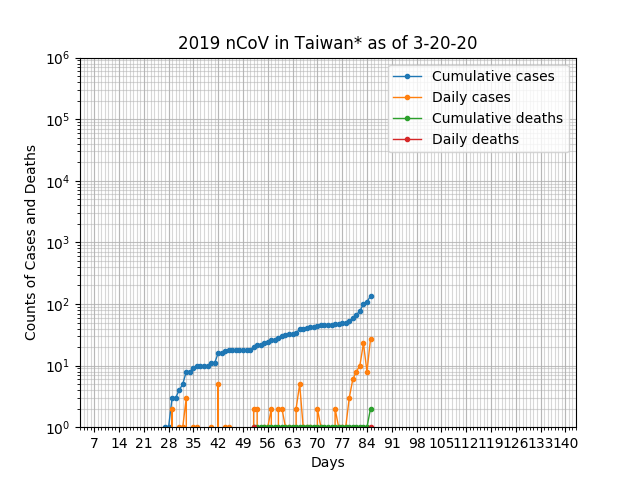 2019 nCoV in Taiwan* as of 3-20-20
Cumulative cases
Daily cases
Cumulative deaths
Daily deaths
Counts of Cases and Deaths
10^6
10^5
10^4
10^3
10^2
10^1
10^0
7 14 21 28 35 42 49 56 63 70 77 84 91 98 105 112 119 126 133 140
Days